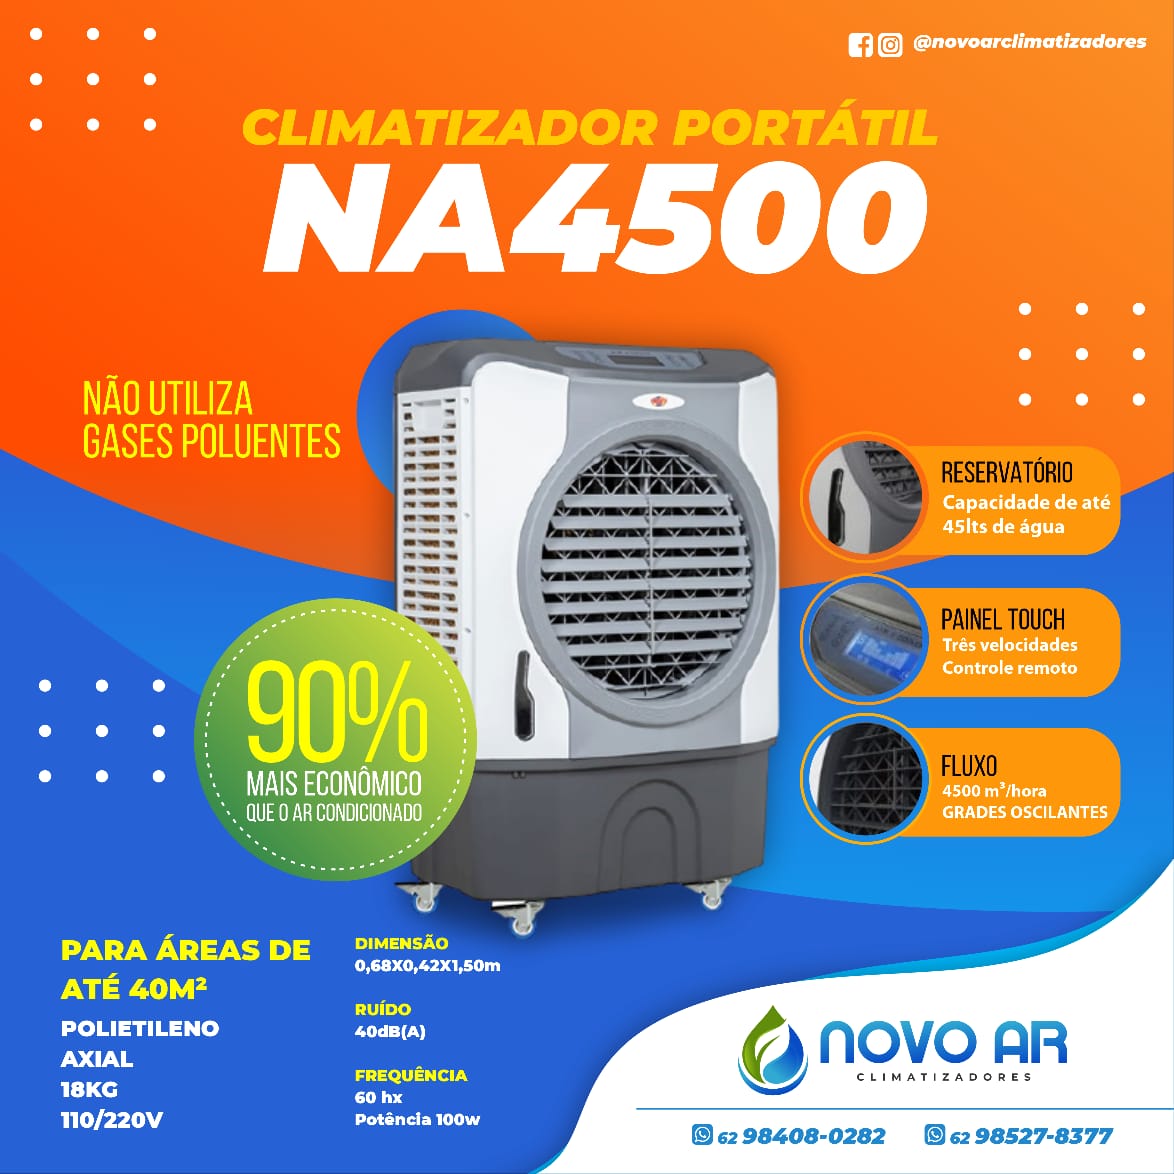 @novoarclimatizadores
CLIMATIZADOR PORTÁTIL
NA4500
NÃO UTILIZA
GASES POLUENTES
RESERVATÓRIO
Capacidade de até
45lts de água
PAINEL TOUCH
Três velocidades
Controle remoto
FLUXO
4500 m³/hora
GRADES OSCILANTES
90%
MAIS ECONÔMICO
QUE O AR CONDICIONADO
PARA ÁREAS DE
ATÉ 40M²
POLIETILENO
AXIAL
18KG
110/220V
DIMENSÃO
0,68X0,42X1,50m
RUÍDO
40dB(A)
FREQUÊNCIA
60 hx
Potência 100w
NOVO AR
CLIMATIZADORES
62 98408-0282
62 98527-8377